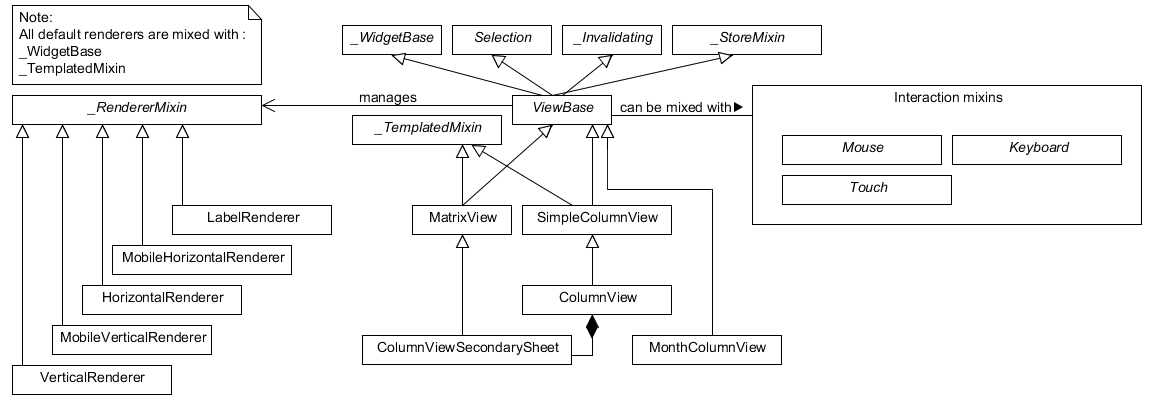 Note:
All default renderers are mixed with :
_WidgetBase
_TemplatedMixin
_WidgetBase
Selection
_Invalidating
_StoreMixin
_RendererMixin
manages
ViewBase
can be mixed with
Interaction mixins
_TemplatedMixin
Mouse
Keyboard
Touch
LabelRenderer
MatrixView
SimpleColumnView
MobileHorizontalRenderer
HorizontalRenderer
ColumnView
MobileVerticalRenderer
ColumnViewSecondarySheet
MonthColumnView
VerticalRenderer